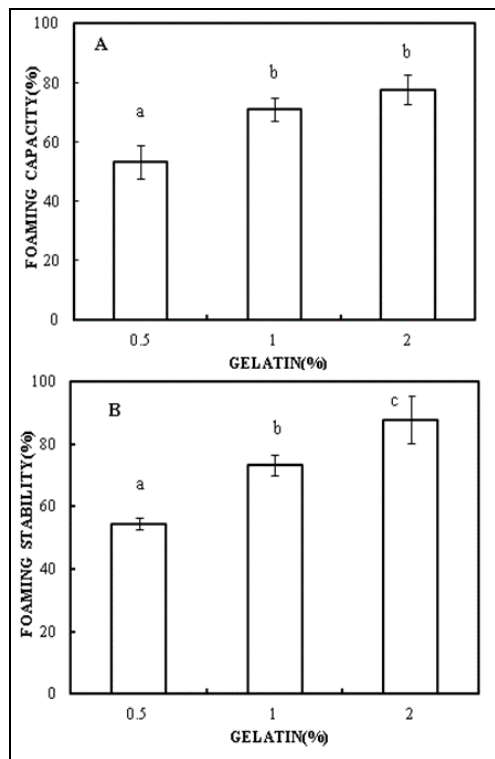 100
A
b
b
80
a
60
40
20
0
FOAMING CAPACITY(%)
0.5 1 2
GELATIN(%)
100
B
c
b
80
a
60
40
20
0
FOAMING STABILITY(%)
0.5 1 2
GELATIN(%)